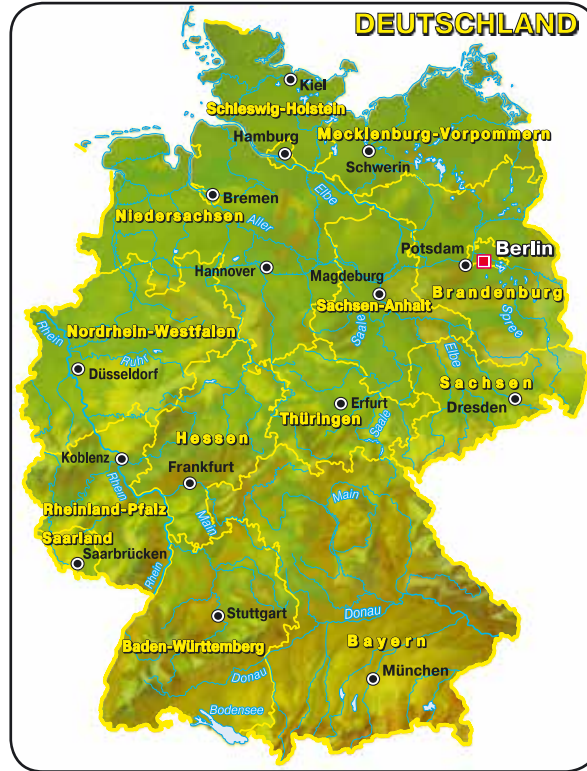 DEUTSCHLAND
Kiel
Schleswig-Holstein
Hamburg
Mecklenburg-Vorpommern
Schwerin
Elbe
Bremen
Niedersachsen
Aller
Hannover
Potsdam
Berlin
Magdeburg
Brandenburg
Sachsen-Anhalt
Saale
Spree
Rhein
Nordrhein-Westfalen
Ruhr
Elbe
Düsseldorf
Sachsen
Erfurt
Dresden
Thüringen
Saale
Hessen
Koblenz
Frankfurt
Rhein
Main
Main
Rheinland-Pfalz
Saarland
Saarbrücken
Rhein
Stuttgart
Donau
Baden-Württemberg
Bayern
Donau
München
Bodensee